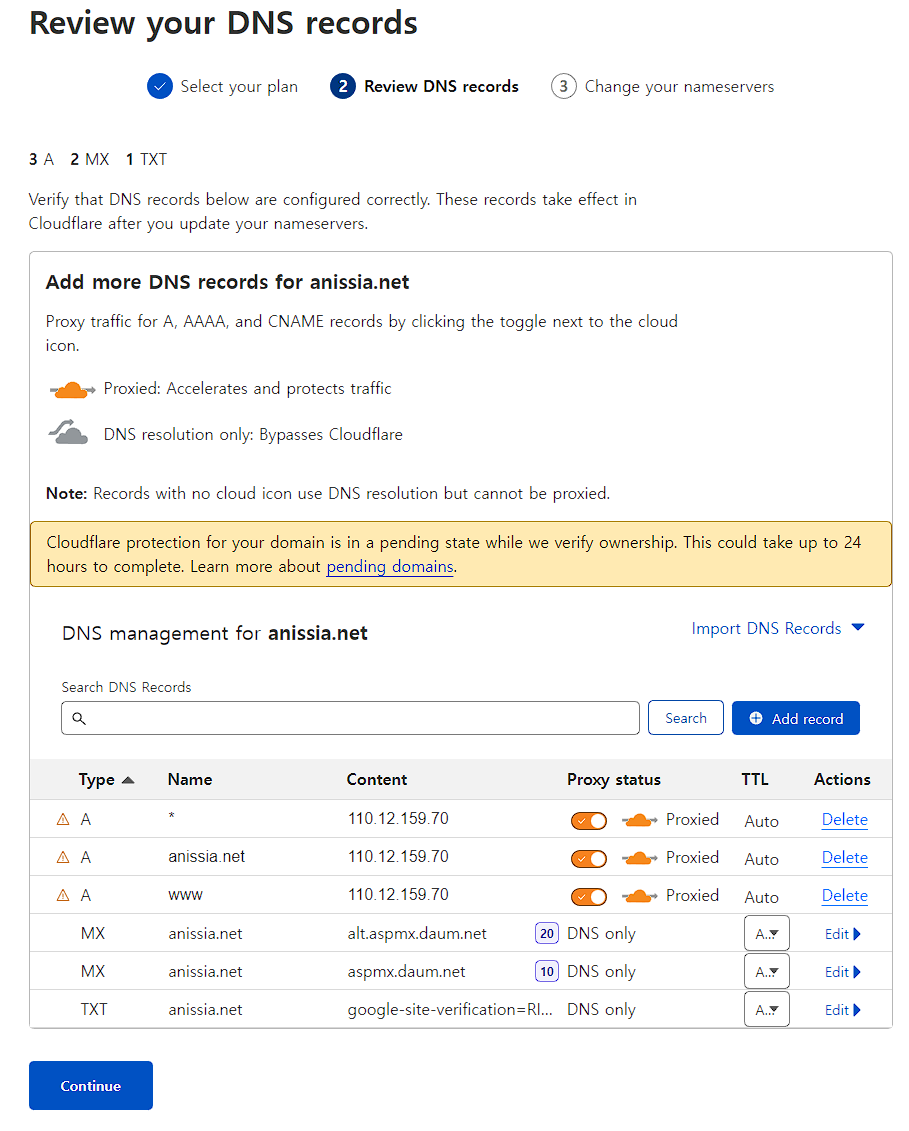 Review your DNS records
Select your plan
2 Review DNS records
3 Change your nameservers
3 A 2 MX 1 TXT
Verify that DNS records below are configured correctly. These records take effect in
Cloudflare after you update your nameservers.
Add more DNS records for anissia.net
Proxy traffic for A, AAAA, and CNAME records by clicking the toggle next to the cloud
icon.
Proxied: Accelerates and protects traffic
DNS resolution only: Bypasses Cloudflare
Note: Records with no cloud icon use DNS resolution but cannot be proxied.
Cloudflare protection for your domain is in a pending state while we verify ownership. This could take up to 24
hours to complete. Learn more about pending domains.
DNS management for anissia.net
Import DNS Records
Search DNS Records
Search
Add record
Type Name Content Proxy status TTL Actions
A * 110.12.159.70 Proxied Auto Delete
A anissia.net 110.12.159.70 Proxied Auto Delete
A www 110.12.159.70 Proxied Auto Delete
MX anissia.net alt.aspmx.daum.net 20 DNS only A.. Edit
MX anissia.net aspmx.daum.net 10 DNS only A.. Edit
TXT anissia.net google-site-verification=RI... DNS only A.. Edit
Continue